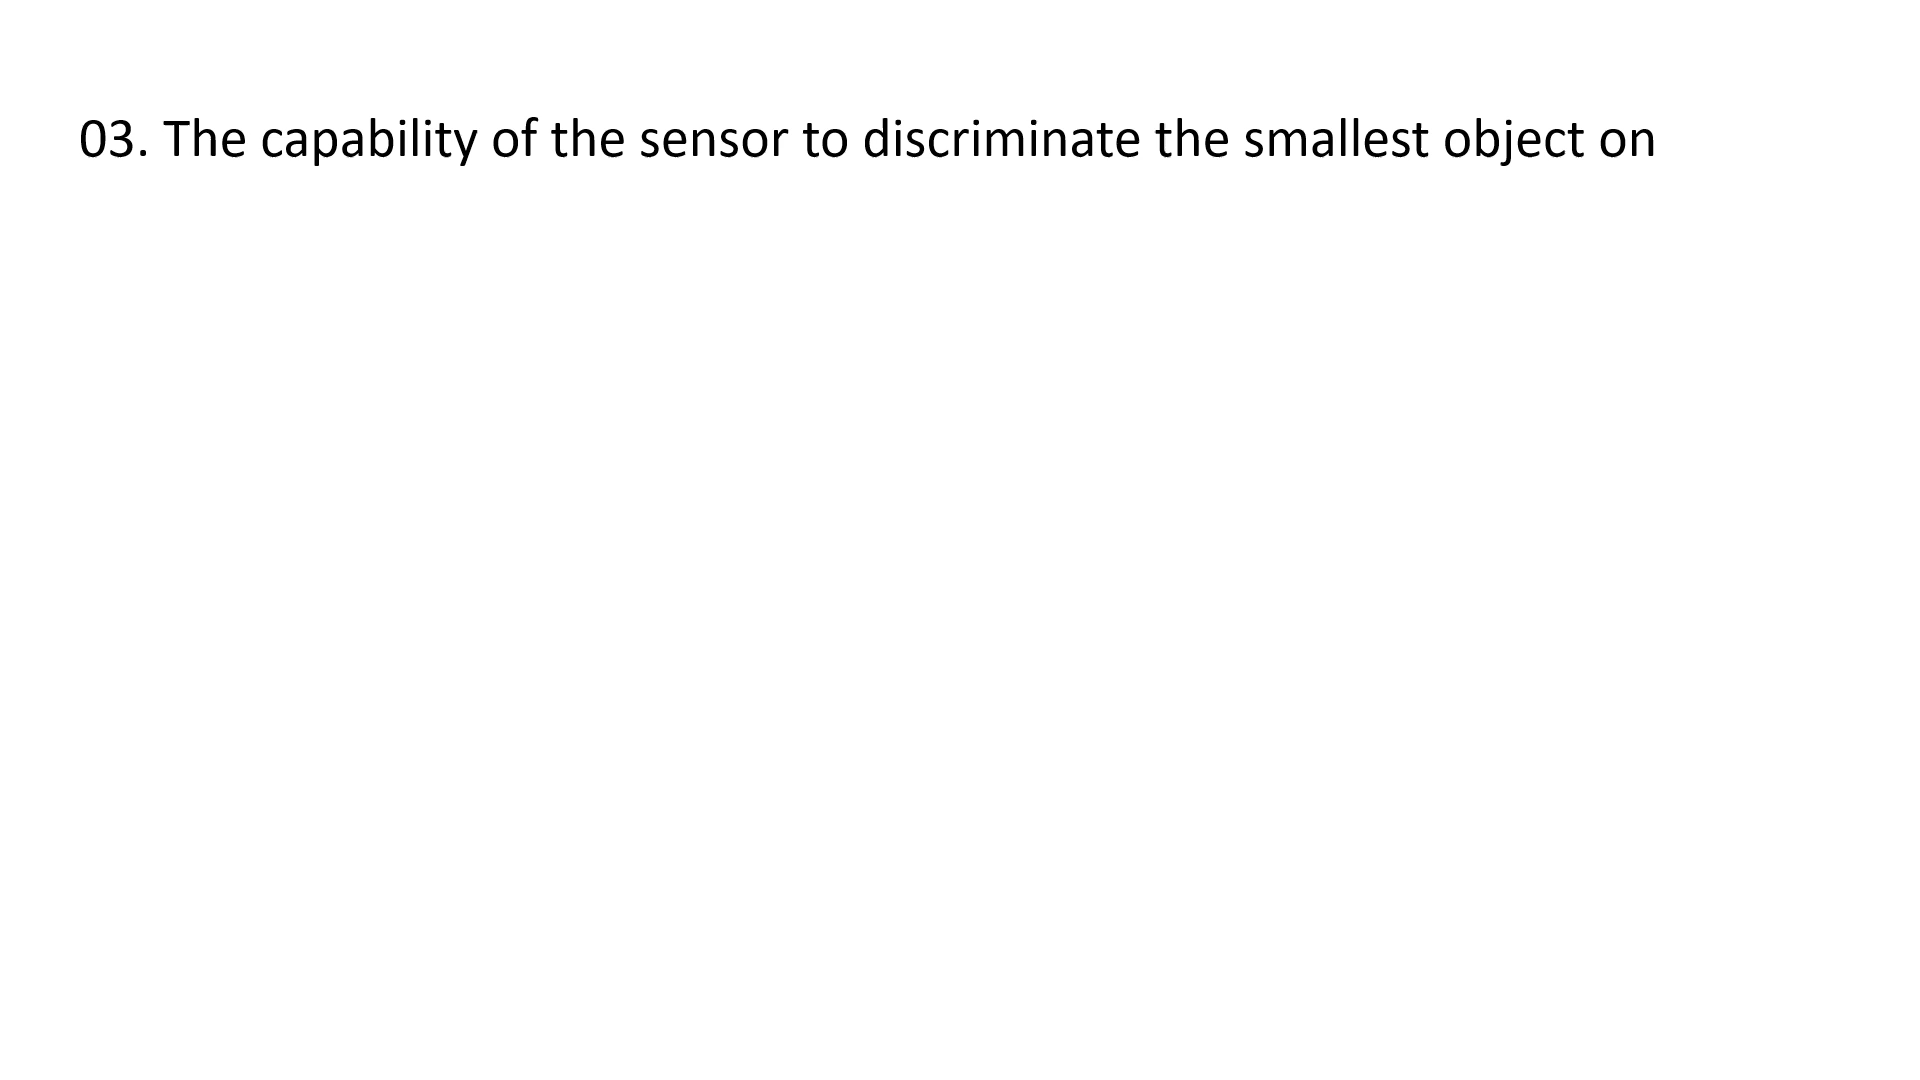 03. The capability of the sensor to discriminate the smallest object on